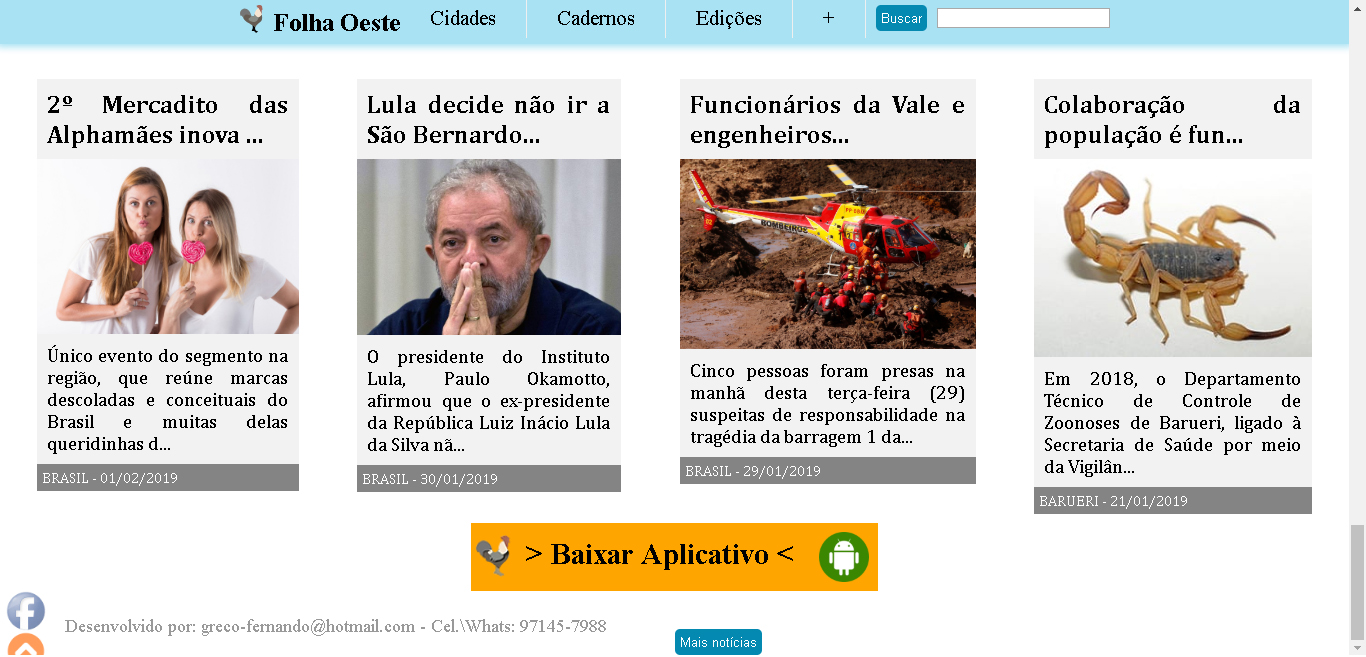 Folha Oeste Cidades Cadernos Edições + Buscar
2º Mercadito das
Alphamães inova ...
Único evento do segmento na
região, que reúne marcas
descoladas e conceituais do
Brasil e muitas delas
queridinhas d...
BRASIL - 01/02/2019
Lula decide não ir a
São Bernardo...
O presidente do Instituto
Lula, Paulo Okamotto,
afirmou que o ex-presidente
da República Luiz Inácio Lula
da Silva nã...
BRASIL - 30/01/2019
Funcionários da Vale e
engenheiros...
BOMBEIROS
Cinco pessoas foram presas na
manhã desta terça-feira (29)
suspeitas de responsabilidade na
tragédia da barragem 1 da...
BRASIL - 29/01/2019
Colaboração da
população é fun...
Em 2018, o Departamento
Técnico de Controle de
Zoonoses de Barueri, ligado à
Secretaria de Saúde por meio
da Vigilân...
BARUERI - 21/01/2019
> Baixar Aplicativo <
Desenvolvido por: greco-fernando@hotmail.com - Cel.\Whats: 97145-7988
Mais notícias